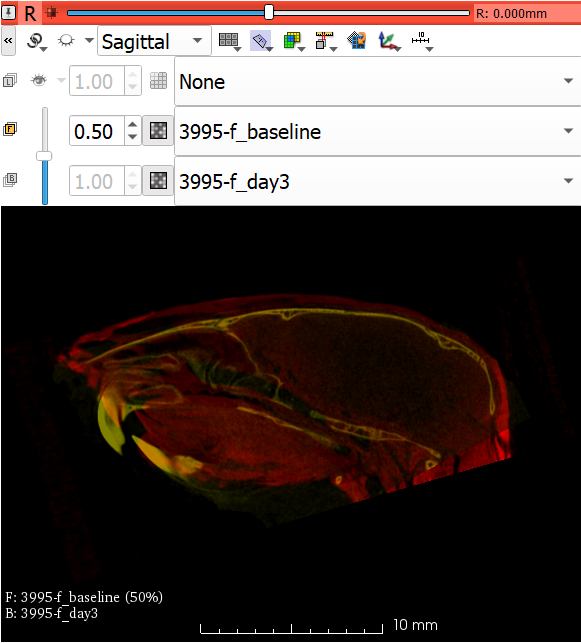 R R: 0.000mm
Sagittal
1.00 None
0.50 3995-f_baseline
1.00 3995-f_day3
F: 3995-f_baseline (50%)
B: 3995-f_day3
10 mm